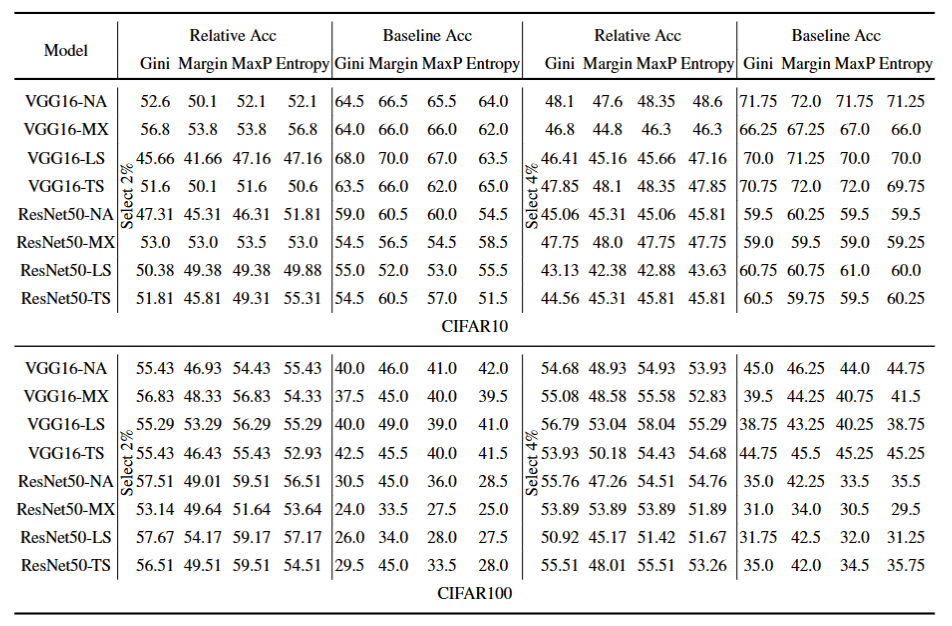 Model Relative Acc Baseline Acc Relative Acc Baseline Acc
Gini Margin MaxP Entropy Gini Margin MaxP Entropy Gini Margin MaxP Entropy Gini Margin MaxP Entropy
Select 2%
Select 4%
VGG16-NA 52.6 50.1 52.1 52.1 64.5 66.5 65.5 64.0 48.1 47.6 48.35 48.6 71.75 72.0 71.75 71.25
VGG16-MX 56.8 53.8 53.8 56.8 64.0 66.0 66.0 62.0 46.8 44.8 46.3 46.3 66.25 67.25 67.0 66.0
VGG16-LS 45.66 41.66 47.16 47.16 68.0 70.0 67.0 63.5 46.41 45.16 45.66 47.16 70.0 71.25 70.0 70.0
VGG16-TS 51.6 50.1 51.6 50.6 63.5 66.0 62.0 65.0 47.85 48.1 48.35 47.85 70.75 72.0 72.0 69.75
ResNet50-NA 47.31 45.31 46.31 51.81 59.0 60.5 60.0 54.5 45.06 45.31 45.06 45.81 59.5 60.25 59.5 59.5
ResNet50-MX 53.0 53.0 53.5 53.0 54.5 56.5 54.5 58.5 47.75 48.0 47.75 47.75 59.0 59.5 59.0 59.25
ResNet50-LS 50.38 49.38 49.38 49.88 55.0 52.0 53.0 55.5 43.13 42.38 42.88 43.63 60.75 60.75 61.0 60.0
ResNet50-TS 51.81 45.81 49.31 55.31 54.5 60.5 57.0 51.5 44.56 45.31 45.81 45.81 60.5 59.75 59.5 60.25
CIFAR10
Select 2%
Select 4%
VGG16-NA 55.43 46.93 54.43 55.43 40.0 46.0 41.0 42.0 54.68 48.93 54.93 53.93 45.0 46.25 44.0 44.75
VGG16-MX 56.83 48.33 56.83 54.33 37.5 45.0 40.0 39.5 55.08 48.58 55.58 52.83 39.5 44.25 40.75 41.5
VGG16-LS 55.29 53.29 56.29 55.29 40.0 49.0 39.0 41.0 56.79 53.04 58.04 55.29 38.75 43.25 40.25 38.75
VGG16-TS 55.43 46.43 55.43 52.93 42.5 45.5 40.0 41.5 53.93 50.18 54.43 54.68 44.75 45.5 45.25 45.25
ResNet50-NA 57.51 49.01 59.51 56.51 30.5 45.0 36.0 28.5 55.76 47.26 54.51 54.76 35.0 42.25 33.5 35.5
ResNet50-MX 53.14 49.64 51.64 53.64 24.0 33.5 27.5 25.0 53.89 53.89 53.89 51.89 31.0 34.0 30.5 29.5
ResNet50-LS 57.67 54.17 59.17 57.17 26.0 34.0 28.0 27.5 50.92 45.17 51.42 51.67 31.75 42.5 32.0 31.25
ResNet50-TS 56.51 49.51 59.51 54.51 29.5 45.0 33.5 28.0 55.51 48.01 55.51 53.26 35.0 42.0 34.5 35.75
CIFAR100